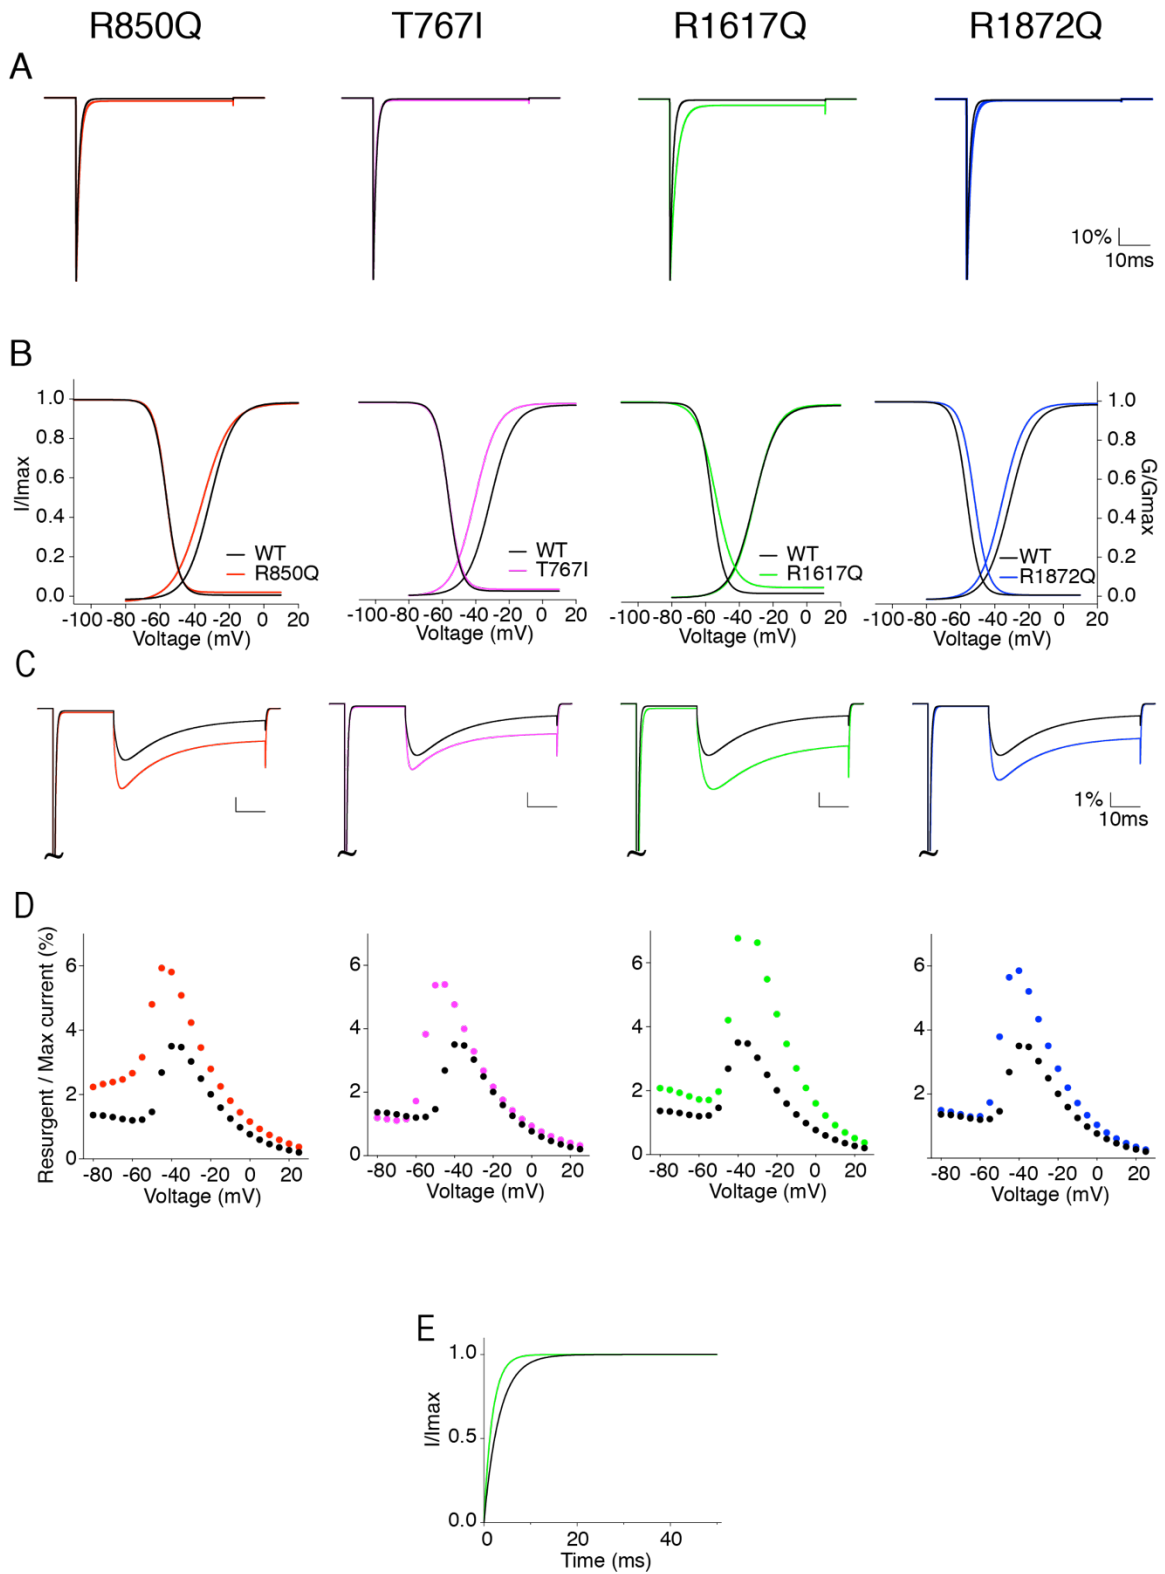 R850Q T767I R1617Q R1872Q
A
10%
10ms
B
1.0
0.8
0.6
0.4
0.2
0.0
I/Imax
WT
R850Q
WT
T767I
WT
R1617Q
WT
R1872Q
1.0
0.8
0.6
0.4
0.2
0.0
G/Gmax
-100 -80 -60 -40 -20 0 20
-100 -80 -60 -40 -20 0 20
-100 -80 -60 -40 -20 0 20
-100 -80 -60 -40 -20 0 20
Voltage (mV) Voltage (mV) Voltage (mV) Voltage (mV)
C
~ ~ ~ ~
1%
10ms
D
Resurgent / Max current (%)
6
4
2
0
6
4
2
0
6
4
2
0
6
4
2
-80 -60 -40 -20 0 20
-80 -60 -40 -20 0 20
-80 -60 -40 -20 0 20
-80 -60 -40 -20 0 20
Voltage (mV) Voltage (mV) Voltage (mV) Voltage (mV)
E
1.0
0.5
0.0
I/Imax
0 20 40
Time (ms)